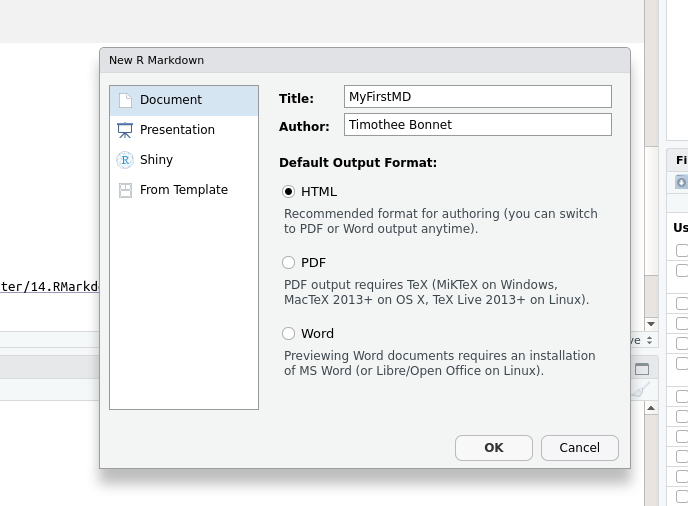 New R Markdown
Document
Presentation
Shiny
From Template
Title: MyFirstMD
Author: Timothee Bonnet
Default Output Format:
HTML
Recommended format for authoring (you can switch
to PDF or Word output anytime).
PDF
PDF output requires TeX (MiKTeX on Windows,
MacTeX 2013+ on OS X, TeX Live 2013+ on Linux).
Word
Previewing Word documents requires an installation
of MS Word (or Libre/Open Office on Linux).
OK Cancel
ter/14.RMarkd
ve
Fi
Us